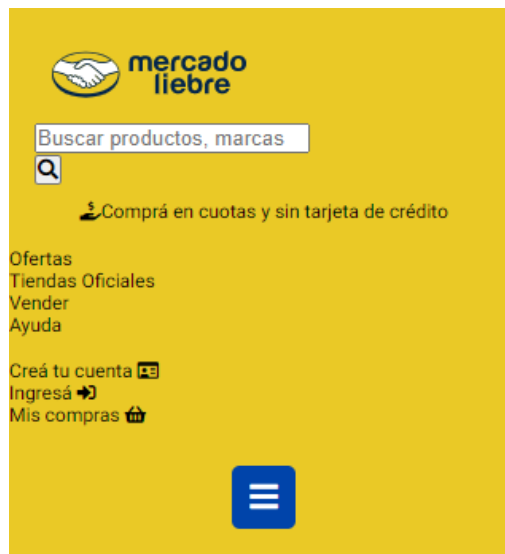 mercado
liebre
Buscar productos, marcas
Comprá en cuotas y sin tarjeta de crédito
Ofertas
Tiendas Oficiales
Vender
Ayuda
Creá tu cuenta
Ingresá
Mis compras